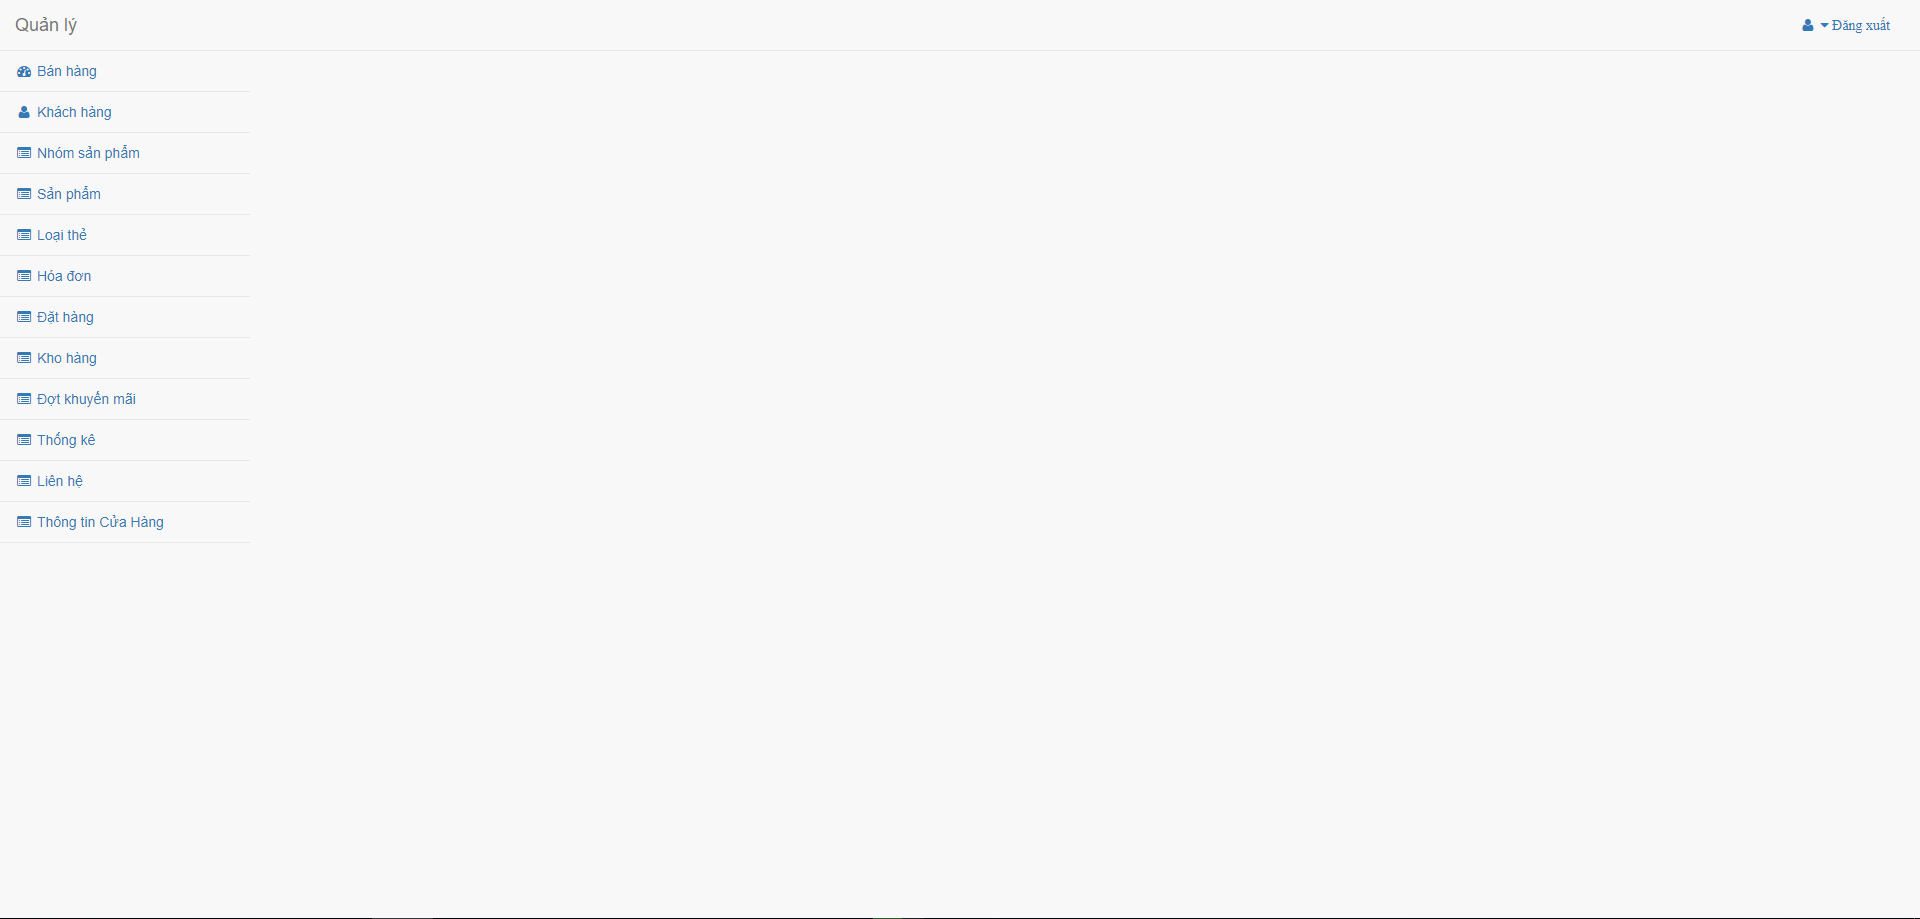 Quản lý
Đăng xuất
Bán hàng
Khách hàng
Nhóm sản phẩm
Sản phẩm
Loại thẻ
Hóa đơn
Đặt hàng
Kho hàng
Đợt khuyến mãi
Thống kê
Liên hệ
Thông tin Cửa Hàng